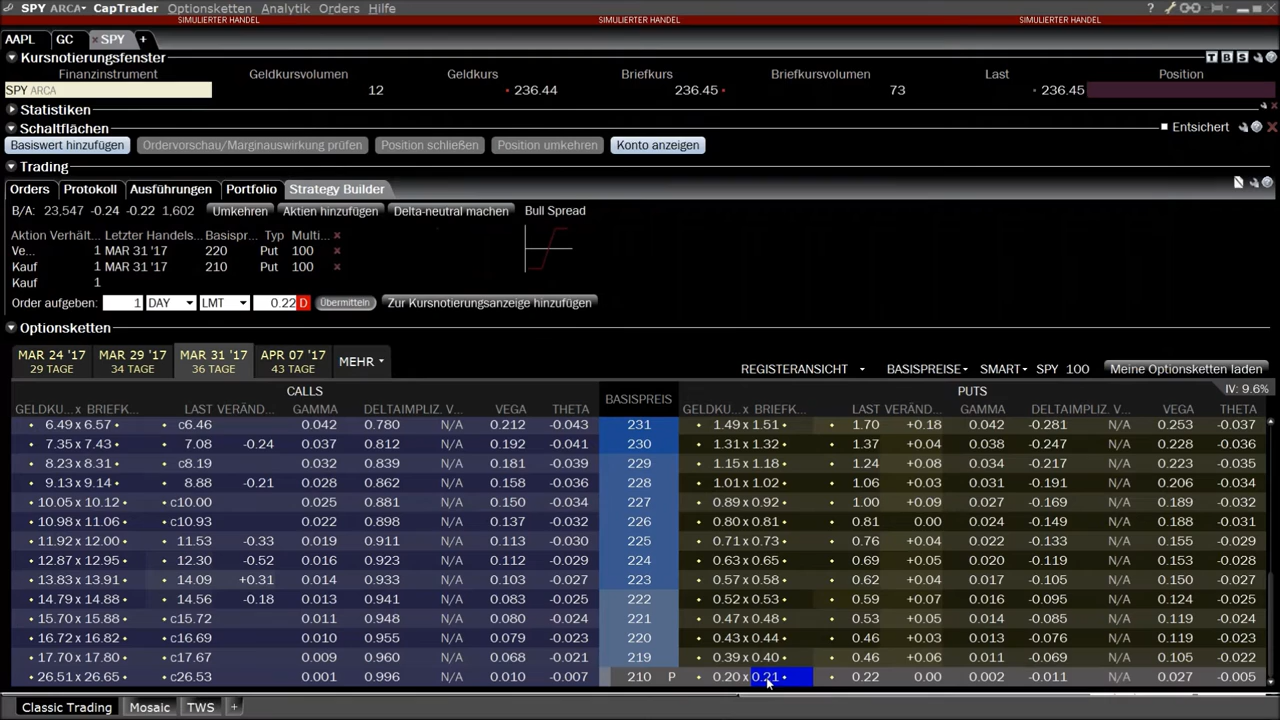 SPY ARCA CapTrader Optionsketten Analytik Orders Hilfe ?
SIMULIERTER HANDEL SIMULIERTER HANDEL SIMULIERTER HANDEL
AAPL GC SPY +
Kursnotierungsfenster T B S
Finanzinstrument Geldkursvolumen Geldkurs Briefkurs Briefkursvolumen Last Position
SPY ARCA 12 236.44 236.45 73 236.45
Statistiken
Schaltflächen Entsichert
Basiswert hinzufügen Ordervorschau/Marginauswirkung prüfen Position schließen Position umkehren Konto anzeigen
Trading
Orders Protokoll Ausführungen Portfolio Strategy Builder
B/A: 23,547 -0.24 -0.22 1,602 Umkehren Aktien hinzufügen Delta-neutral machen Bull Spread
Aktion Verhält... Letzter Handels... Basispr... Typ Multi... x
Ve... 1 MAR 31 '17 220 Put 100 x
Kauf 1 MAR 31 '17 210 Put 100 x
Kauf 1
Order aufgeben: 1 DAY LMT 0.22 D Übermitteln Zur Kursnotierungsanzeige hinzufügen
Optionsketten
MAR 24 '17 MAR 29 '17 MAR 31 '17 APR 07 '17 MEHR
29 TAGE 34 TAGE 36 TAGE 43 TAGE
REGISTERANSICHT BASISPREISE SMART SPY 100 Meine Optionsketten laden
CALLS BASISPREIS PUTS IV: 9.6%
GELDKU... x BRIEFK... LAST VERÄND... GAMMA DELTA IMPLIZ. V... VEGA THETA GELDKU... x BRIEFK... LAST VERÄND... GAMMA DELTA IMPLIZ. V... VEGA THETA
6.49 x 6.57 c6.46 0.042 0.780 N/A 0.212 -0.043 231 1.49 x 1.51 1.70 +0.18 0.042 -0.281 N/A 0.253 -0.037
7.35 x 7.43 7.08 -0.24 0.037 0.812 N/A 0.192 -0.041 230 1.31 x 1.32 1.37 +0.04 0.038 -0.247 N/A 0.228 -0.036
8.23 x 8.31 c8.19 0.032 0.839 N/A 0.181 -0.039 229 1.15 x 1.18 1.24 +0.08 0.034 -0.217 N/A 0.223 -0.035
9.13 x 9.14 8.88 -0.21 0.028 0.862 N/A 0.162 -0.036 228 1.01 x 1.02 1.06 +0.03 0.031 -0.191 N/A 0.206 -0.034
10.05 x 10.12 c10.00 0.025 0.881 N/A 0.150 -0.034 227 0.89 x 0.92 1.00 +0.09 0.027 -0.169 N/A 0.189 -0.032
10.98 x 11.06 c10.93 0.022 0.898 N/A 0.137 -0.032 226 0.80 x 0.81 0.81 0.00 0.024 -0.149 N/A 0.188 -0.031
11.92 x 12.00 11.53 -0.33 0.019 0.911 N/A 0.113 -0.030 225 0.71 x 0.73 0.76 +0.04 0.022 -0.133 N/A 0.155 -0.029
12.87 x 12.95 12.30 -0.52 0.016 0.923 N/A 0.112 -0.029 224 0.63 x 0.65 0.69 +0.05 0.020 -0.119 N/A 0.153 -0.028
13.83 x 13.91 14.09 +0.31 0.014 0.933 N/A 0.103 -0.027 223 0.57 x 0.58 0.62 +0.04 0.017 -0.105 N/A 0.150 -0.027
14.79 x 14.88 14.56 -0.18 0.013 0.941 N/A 0.083 -0.025 222 0.52 x 0.53 0.59 +0.07 0.016 -0.095 N/A 0.124 -0.025
15.70 x 15.88 c15.72 0.011 0.948 N/A 0.080 -0.024 221 0.47 x 0.48 0.53 +0.05 0.014 -0.085 N/A 0.123 -0.024
16.72 x 16.82 c16.69 0.010 0.955 N/A 0.079 -0.023 220 0.43 x 0.44 0.46 +0.03 0.013 -0.076 N/A 0.119 -0.023
17.70 x 17.80 c17.67 0.009 0.960 N/A 0.068 -0.021 219 0.39 x 0.40 0.46 +0.06 0.011 -0.069 N/A 0.105 -0.022
26.51 x 26.65 c26.53 0.001 0.996 N/A 0.010 -0.007 210 P 0.20 x 0.21 0.22 0.00 0.005 -0.011 N/A 0.027 -0.005
Classic Trading Mosaic TWS +